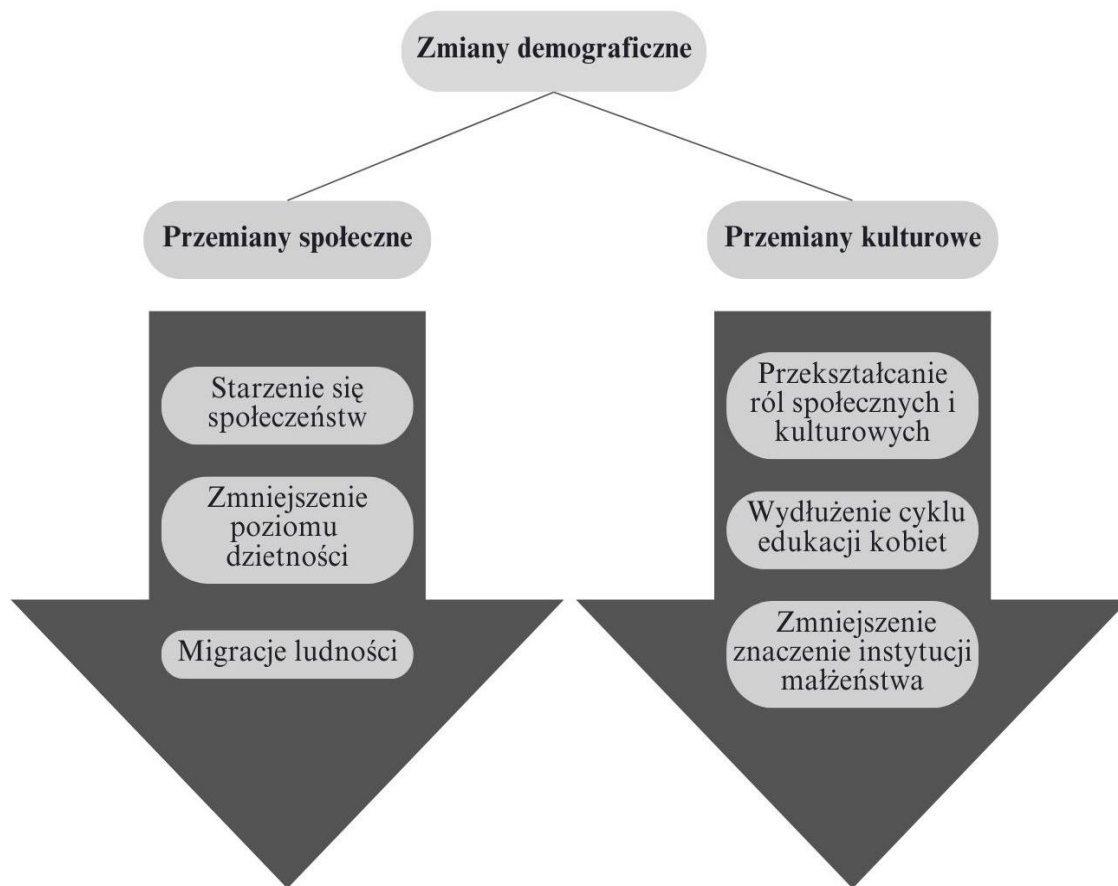 Zmiany demograficzne
Przemiany społeczne
Przemiany kulturowe
Starzenie się
społeczeństw
Zmniejszenie
poziomu
dzietności
Migracje ludności
Przekształcanie
ról społecznych i
kulturowych
Wydłużenie cyklu
edukacji kobiet
Zmniejszenie
znaczenie instytucji
małżeństwa